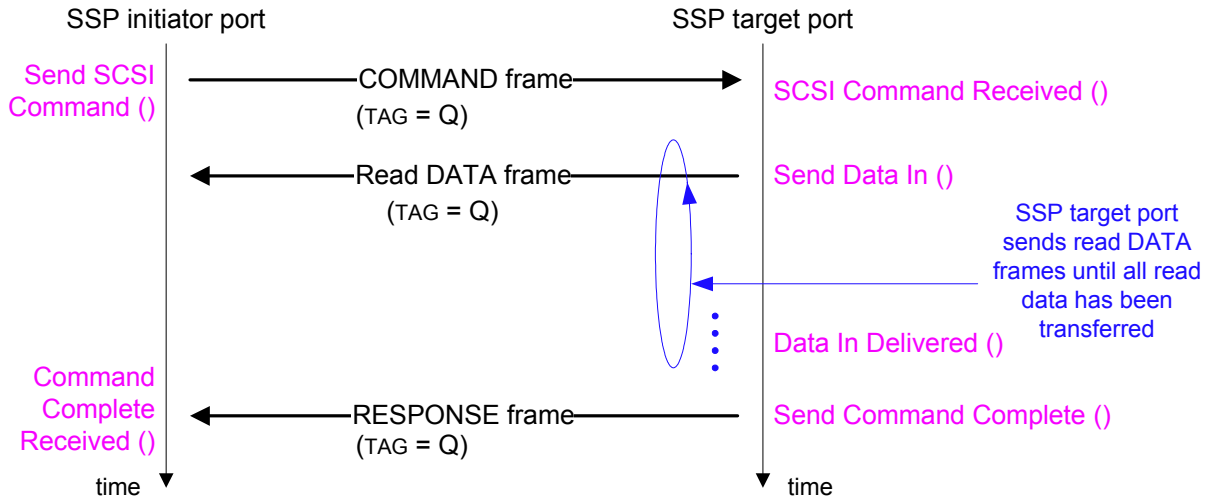 SSP initiator port
SSP target port
Send SCSI
Command ()
COMMAND frame
(TAG = Q)
SCSI Command Received ()
Read DATA frame
(TAG = Q)
Send Data In ()
SSP target port
sends read DATA
frames until all read
data has been
transferred
Data In Delivered ()
Command
Complete
Received ()
RESPONSE frame
(TAG = Q)
Send Command Complete ()
time
time